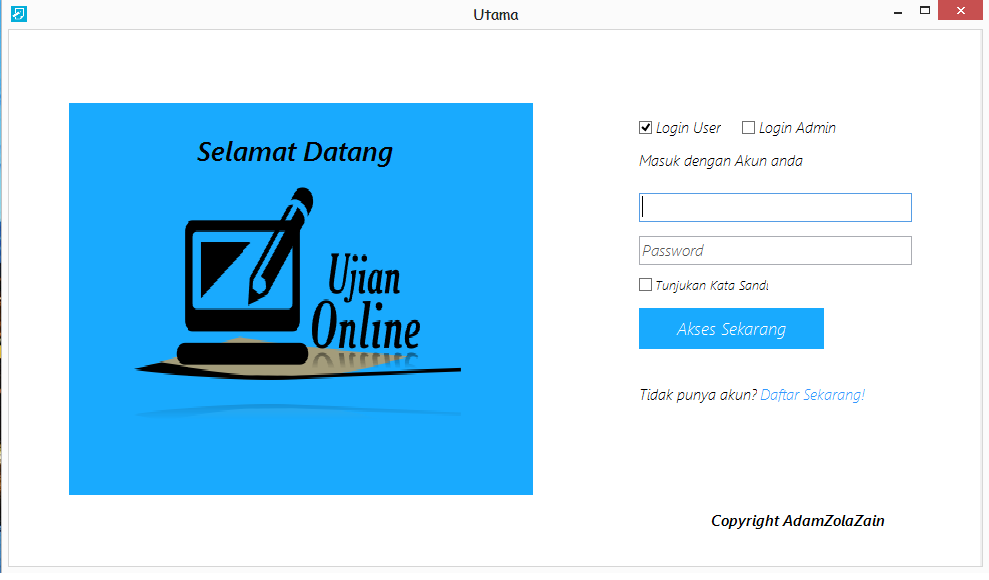 Utama
Selamat Datang
Ujian
Online
Login User
Login Admin
Masuk dengan Akun anda
Password
Tunjukan Kata Sandi
Akses Sekarang
Tidak punya akun? Daftar Sekarang!
Copyright AdamZolaZain